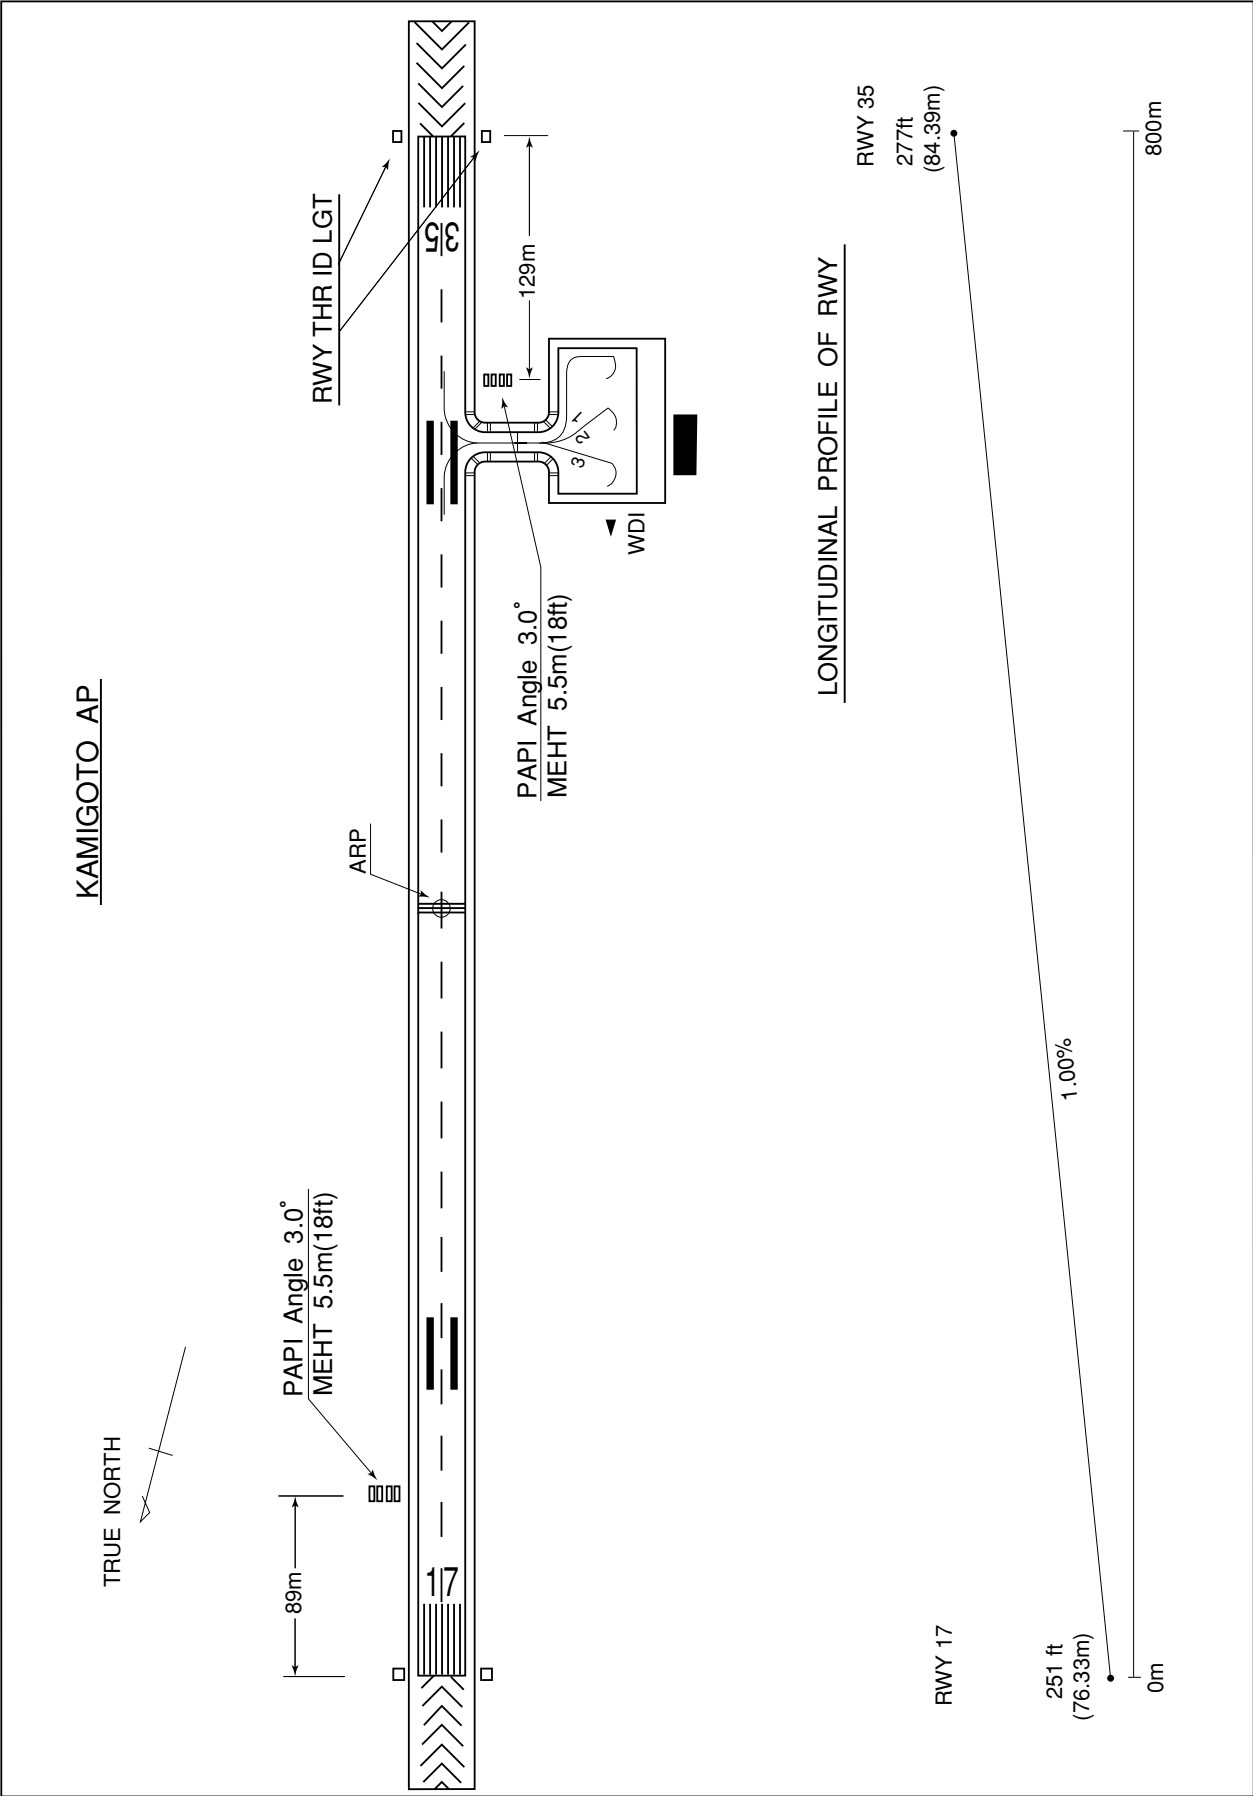 KAMIGOTO AP
TRUE NORTH
89m
PAPI Angle 3.0°
MEHT 5.5m(18ft)
ARP
RWY THR ID LGT
17
35
129m
PAPI Angle 3.0°
MEHT 5.5m(18ft)
3
2
1
WDI
LONGITUDINAL PROFILE OF RWY
RWY 17
251 ft
(76.33m)
0m
1.00%
RWY 35
277ft
(84.39m)
800m